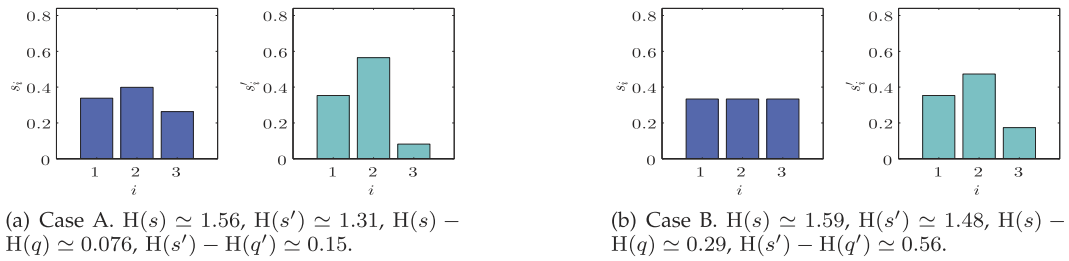 0.8
0.6
0.4
0.2
0
s_i
1 2 3
i
0.8
0.6
0.4
0.2
0
s′_i
1 2 3
i
(a) Case A. H(s) ≃ 1.56, H(s′) ≃ 1.31, H(s) −
H(q) ≃ 0.076, H(s′) − H(q′) ≃ 0.15.
0.8
0.6
0.4
0.2
0
s_i
1 2 3
i
0.8
0.6
0.4
0.2
0
s′_i
1 2 3
i
(b) Case B. H(s) ≃ 1.59, H(s′) ≃ 1.48, H(s) −
H(q) ≃ 0.29, H(s′) − H(q′) ≃ 0.56.